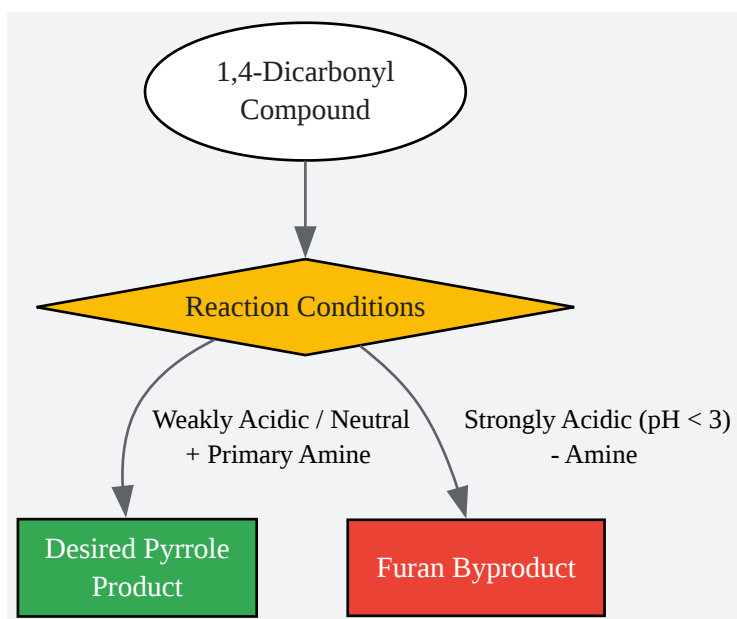 1,4-Dicarbonyl
Compound
Reaction Conditions
Weakly Acidic / Neutral
+ Primary Amine
Strongly Acidic (pH < 3)
- Amine
Desired Pyrrole
Product
Furan Byproduct